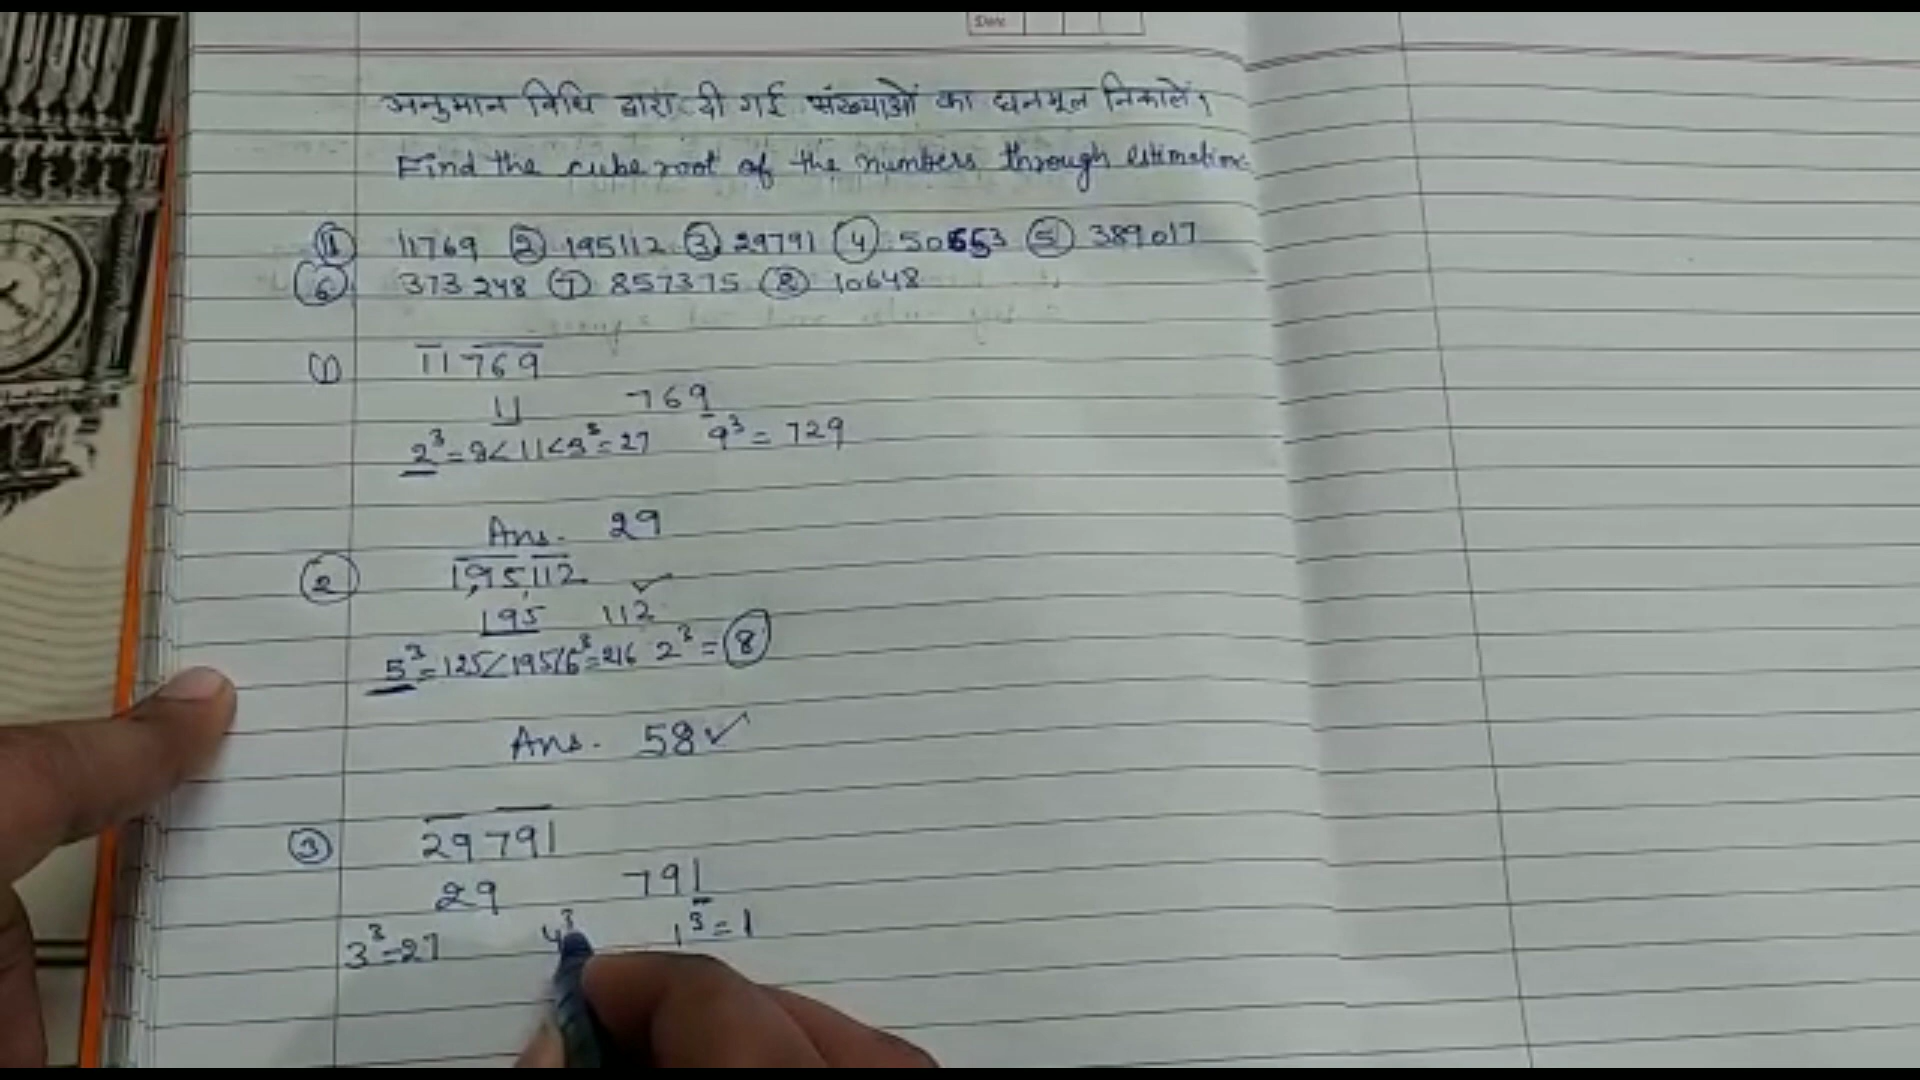 Date
अनुमान विधि द्वारा दी गई संख्याओं का घनमूल निकालें।
Find the cube root of the numbers through estimation
① 11769 ② 195112 ③ 29791 ④ 50653 ⑤ 389017
⑥ 373248 ⑦ 857375 ⑧ 10648
1) 11769
11 769
2³=8<11<3³=27 9³=729
Ans. 29
② 195,112
195 112 ✓
5³=125<195<6³=216 2³=8
Ans. 58 ✓
③ 29791
29 791
3³=27 4³ 1³=1